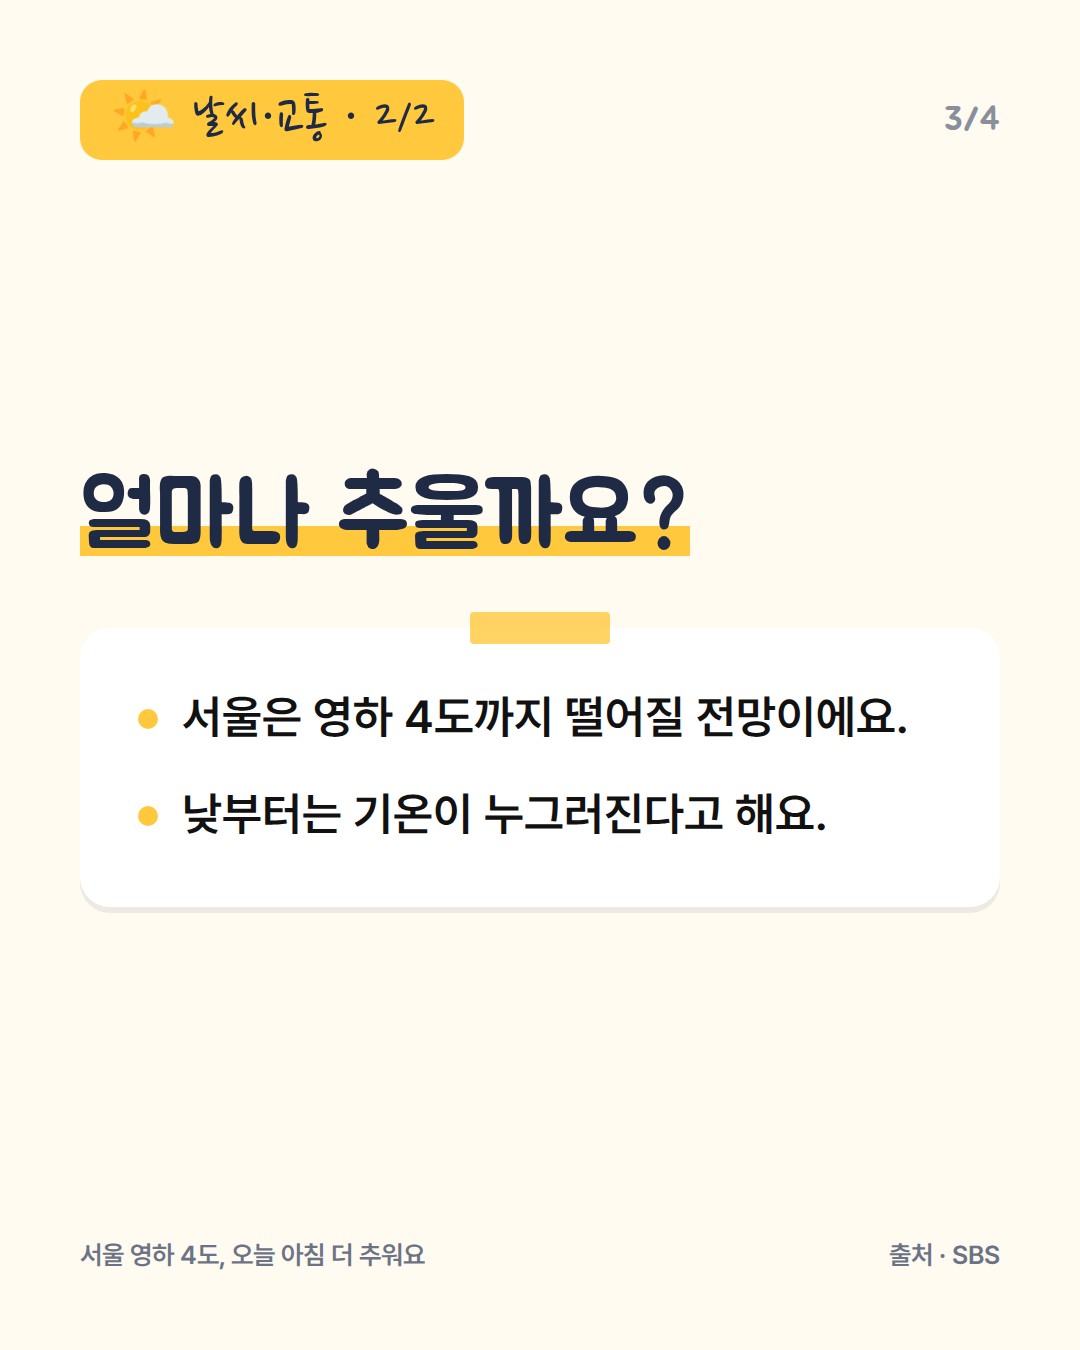 날씨·교통 · 2/2
3/4
얼마나 추울까요?
서울은 영하 4도까지 떨어질 전망이에요.
낮부터는 기온이 누그러진다고 해요.
서울 영하 4도, 오늘 아침 더 추워요
출처 · SBS